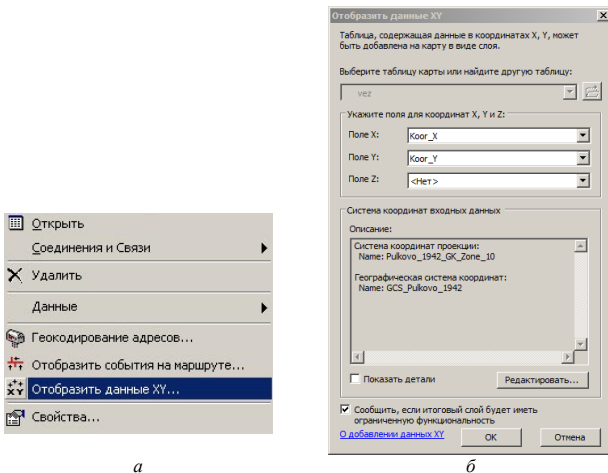 Открыть
Соединения и Связи
Удалить
Данные
Геокодирование адресов...
Отобразить события на маршруте...
Отобразить данные XY...
Свойства...
а
Отобразить данные XY
Таблица, содержащая данные в координатах X, Y, может
быть добавлена на карту в виде слоя.
Выберите таблицу карты или найдите другую таблицу:
vez
Укажите поля для координат X, Y и Z:
Поле X:
Koor_X
Поле Y:
Koor_Y
Поле Z:
<Нет>
Система координат входных данных
Описание:
Система координат проекции:
Name: Pulkovo_1942_GK_Zone_10
Географическая система координат:
Name: GCS_Pulkovo_1942
Показать детали
Редактировать...
Сообщить, если итоговый слой будет иметь
ограниченную функциональность
О добавлении данных XY
OK
Отмена
б